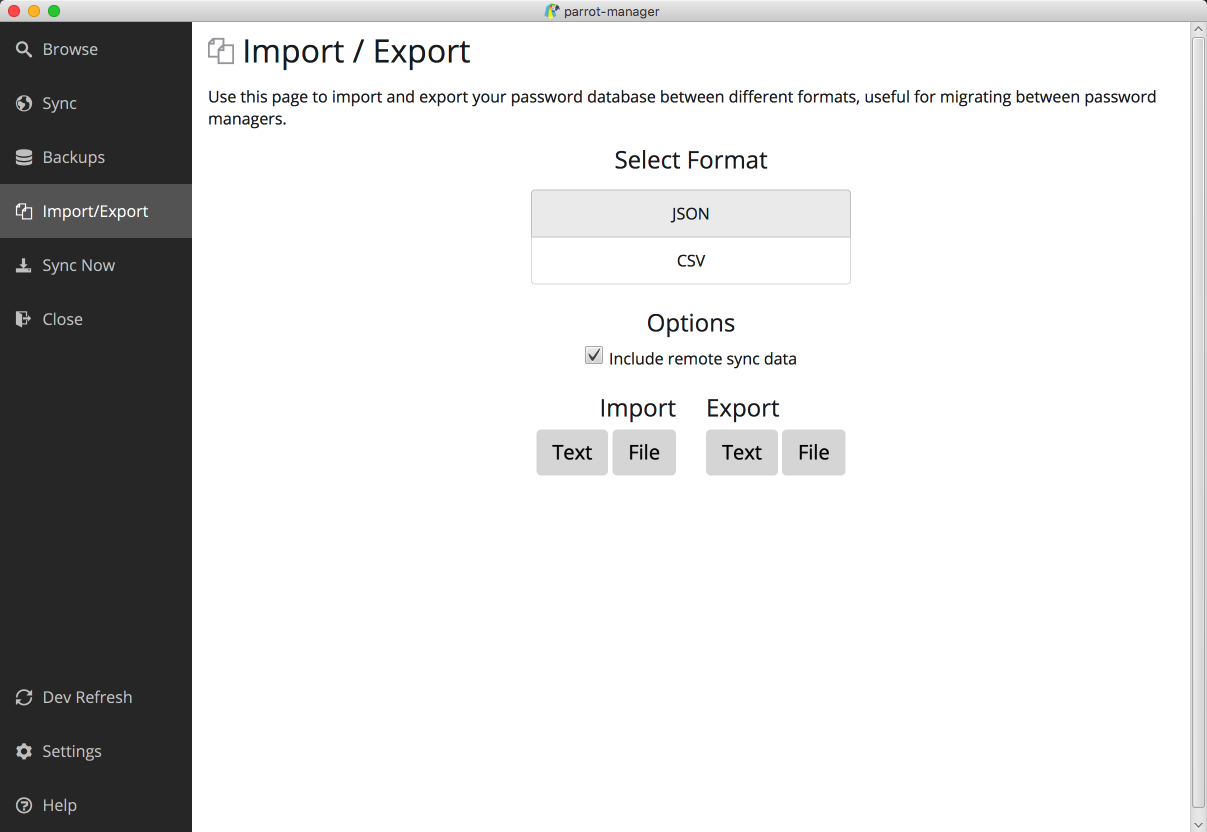 parrot-manager
Browse
Sync
Backups
Import/Export
Sync Now
Close
Dev Refresh
Settings
Help
Import / Export
Use this page to import and export your password database between different formats, useful for migrating between password
managers.
Select Format
JSON
CSV
Options
Include remote sync data
Import Export
Text File Text File